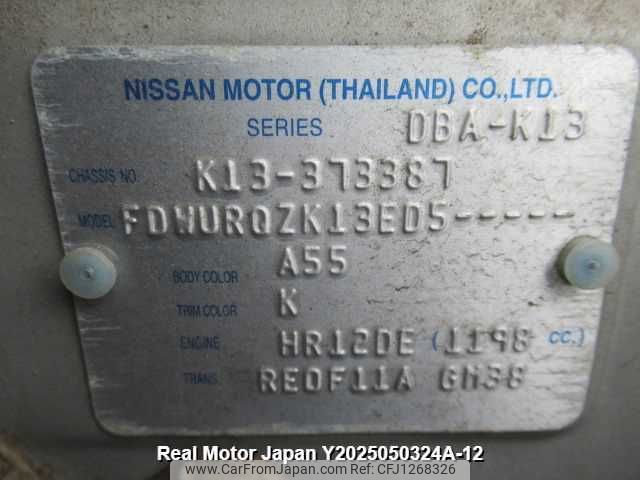 NISSAN MOTOR (THAILAND) CO.,LTD.
SERIES DBA-K13
CHASSIS NO. K13-373387
MODEL FDWURQZK13ED5-----
BODY COLOR A55
TRIM COLOR K
ENGINE HR12DE (1198 cc.)
TRANS. RE0F11A GM38
Real Motor Japan Y2025050324A-12
www.CarFromJapan.com | Ref No. CFJ1268326